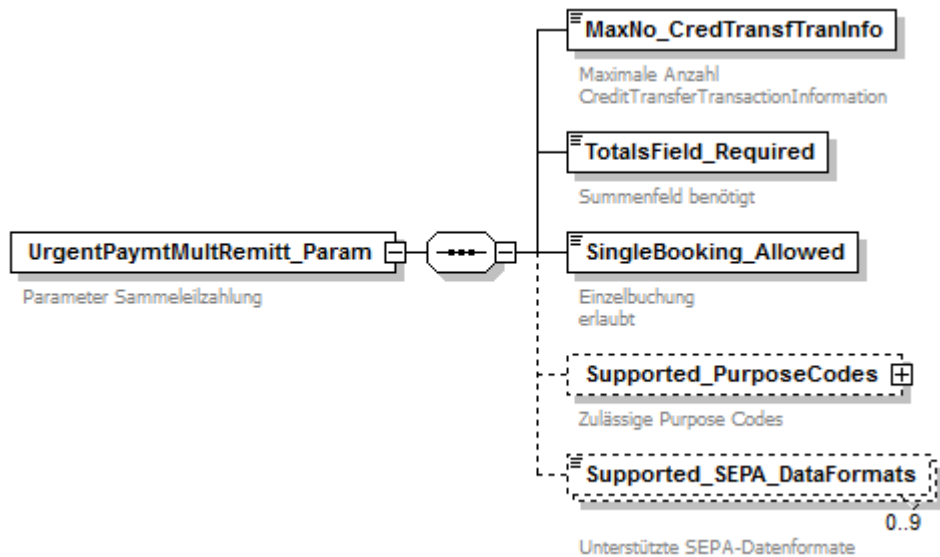 MaxNo_CredTransfTranInfo
Maximale Anzahl
CreditTransferTransactionInformation
TotalsField_Required
Summenfeld benötigt
UrgentPaymtMultRemitt_Param
Parameter Sammeleilzahlung
SingleBooking_Allowed
Einzelbuchung
erlaubt
Supported_PurposeCodes
Zulässige Purpose Codes
Supported_SEPA_DataFormats
0..9
Unterstützte SEPA-Datenformate